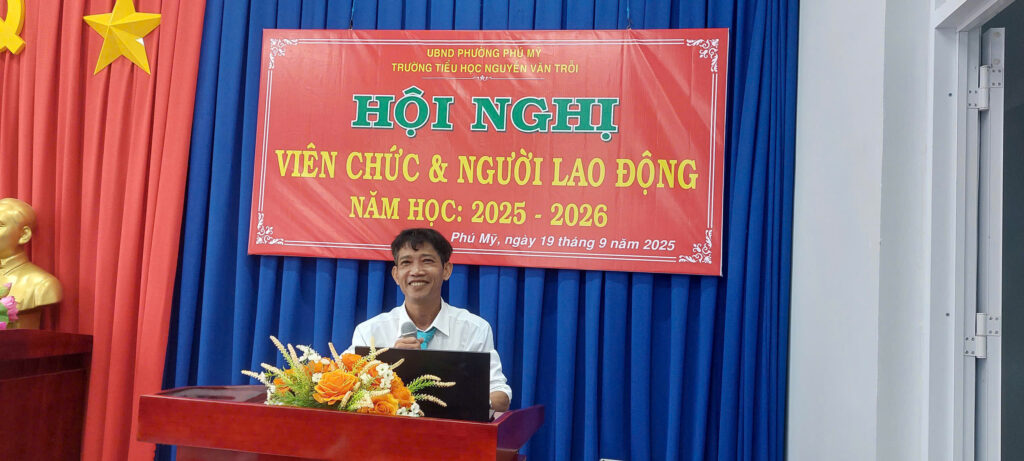 UBND PHƯỜNG PHÚ MỸ
TRƯỜNG TIỂU HỌC NGUYỄN VĂN TRỖI
HỘI NGHỊ
VIÊN CHỨC & NGƯỜI LAO ĐỘNG
NĂM HỌC: 2025 - 2026
Phú Mỹ, ngày 19 tháng 9 năm 2025